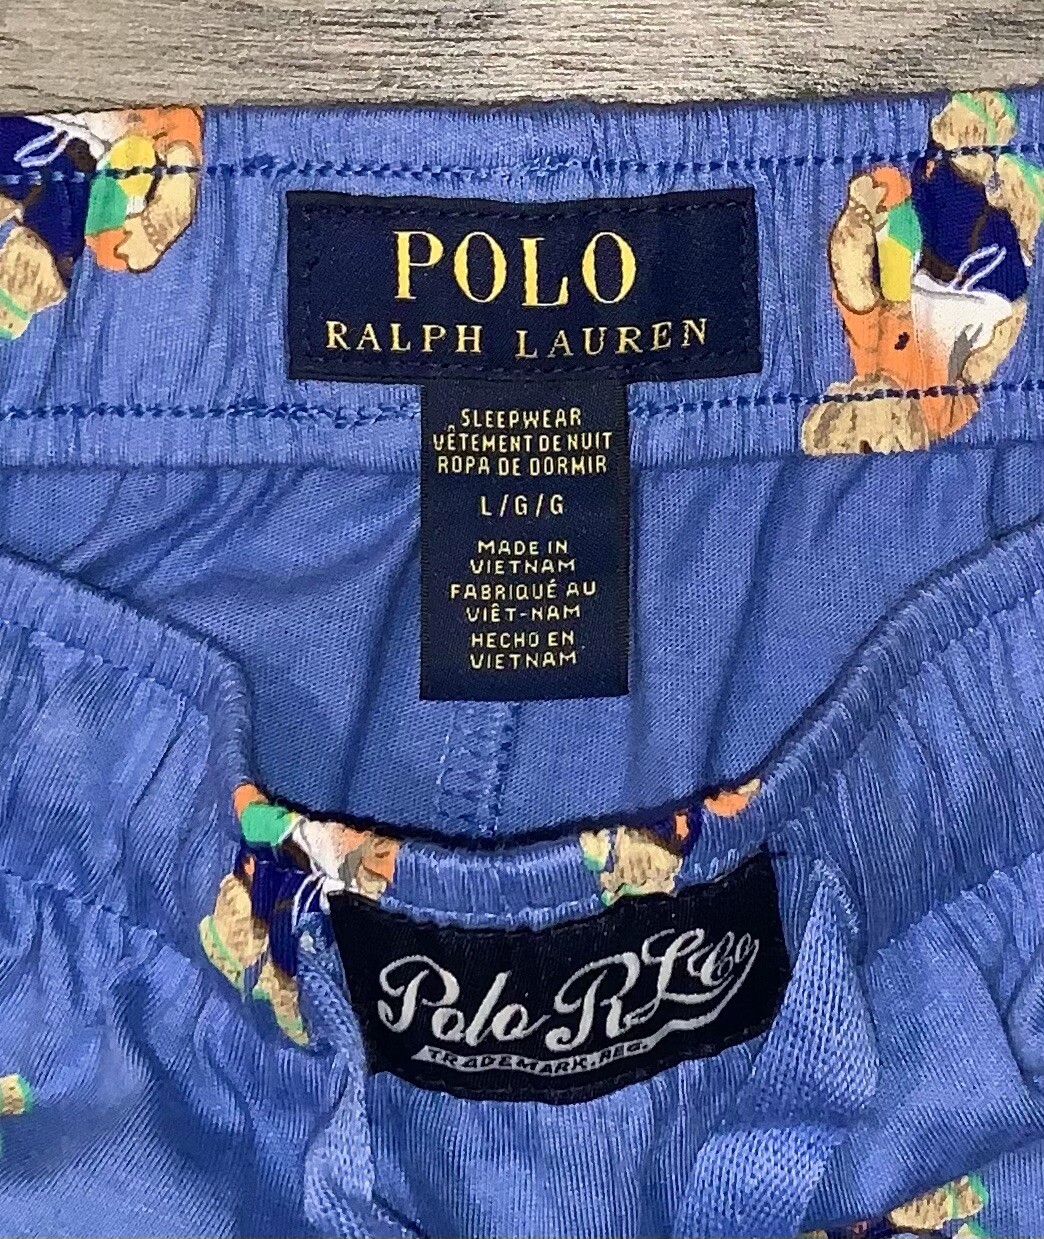 POLO
RALPH LAUREN
SLEEPWEAR
VÊTEMENT DE NUIT
ROPA DE DORMIR
L/G/G
MADE IN
VIETNAM
FABRIQUÉ AU
VIÊT-NAM
HECHO EN
VIETNAM
Polo RL Co
TRADEMARK.REG.